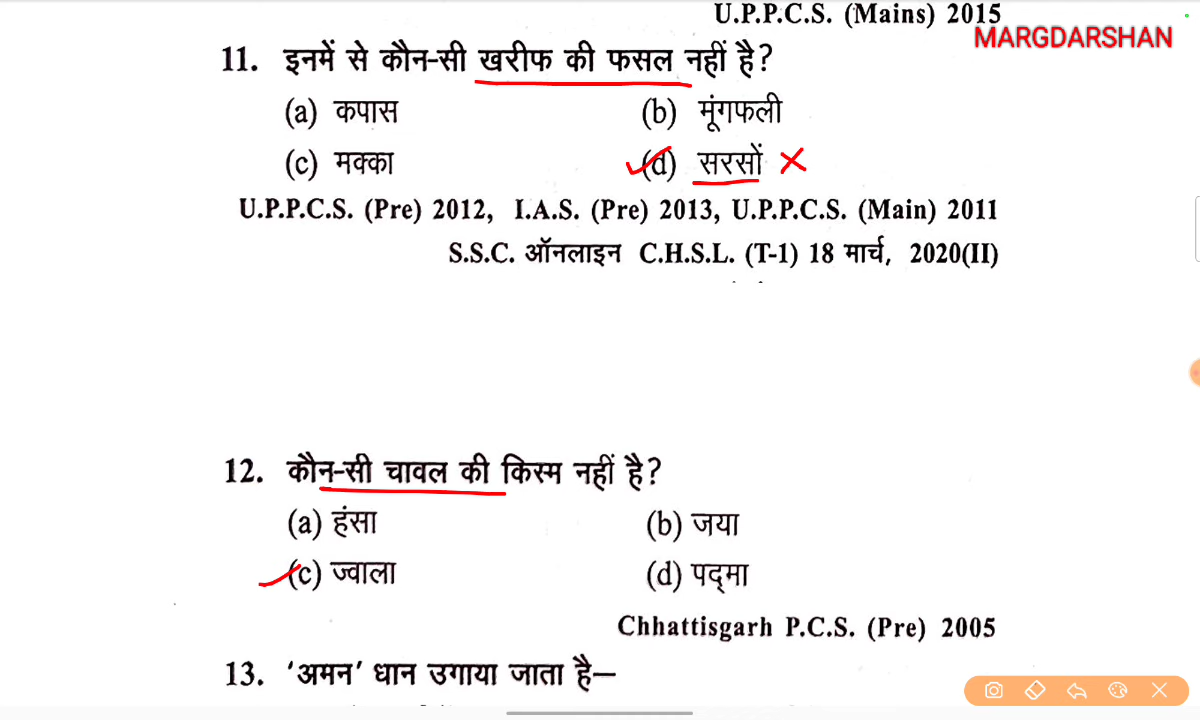 U.P.P.C.S. (Mains) 2015
MARGDARSHAN
11. इनमें से कौन-सी खरीफ की फसल नहीं है?
(a) कपास (b) मूंगफली
(c) मक्का (d) सरसों
U.P.P.C.S. (Pre) 2012, I.A.S. (Pre) 2013, U.P.P.C.S. (Main) 2011
S.S.C. ऑनलाइन C.H.S.L. (T-1) 18 मार्च, 2020(II)
12. कौन-सी चावल की किस्म नहीं है?
(a) हंसा (b) जया
(c) ज्वाला (d) पद्‌मा
Chhattisgarh P.C.S. (Pre) 2005
13. 'अमन' धान उगाया जाता है–